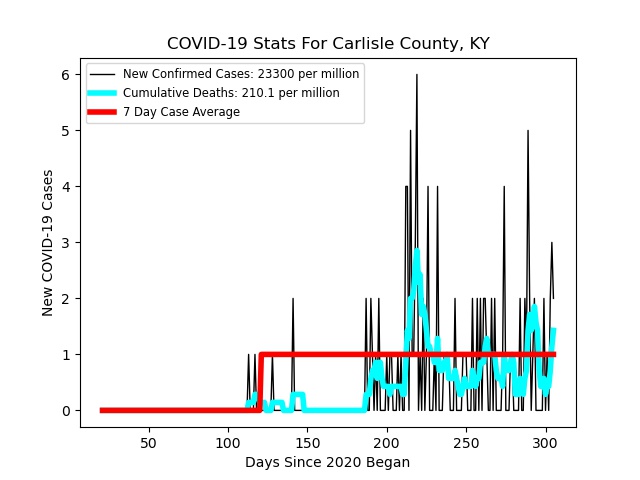 COVID-19 Stats For Carlisle County, KY
New Confirmed Cases: 23300 per million
Cumulative Deaths: 210.1 per million
7 Day Case Average
New COVID-19 Cases
6
5
4
3
2
1
0
50 100 150 200 250 300
Days Since 2020 Began